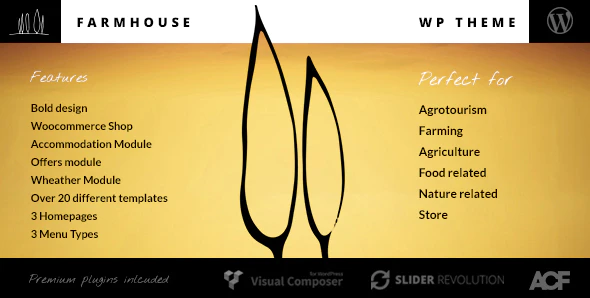 FARMHOUSE
WP THEME
Features
Bold design
Woocommerce Shop
Accommodation Module
Offers module
Wheather Module
Over 20 different templates
3 Homepages
3 Menu Types
Perfect for
Agrotourism
Farming
Agriculture
Food related
Nature related
Store
Premium plugins inlcuded
for WordPress
Visual Composer
SLIDER REVOLUTION
ACF